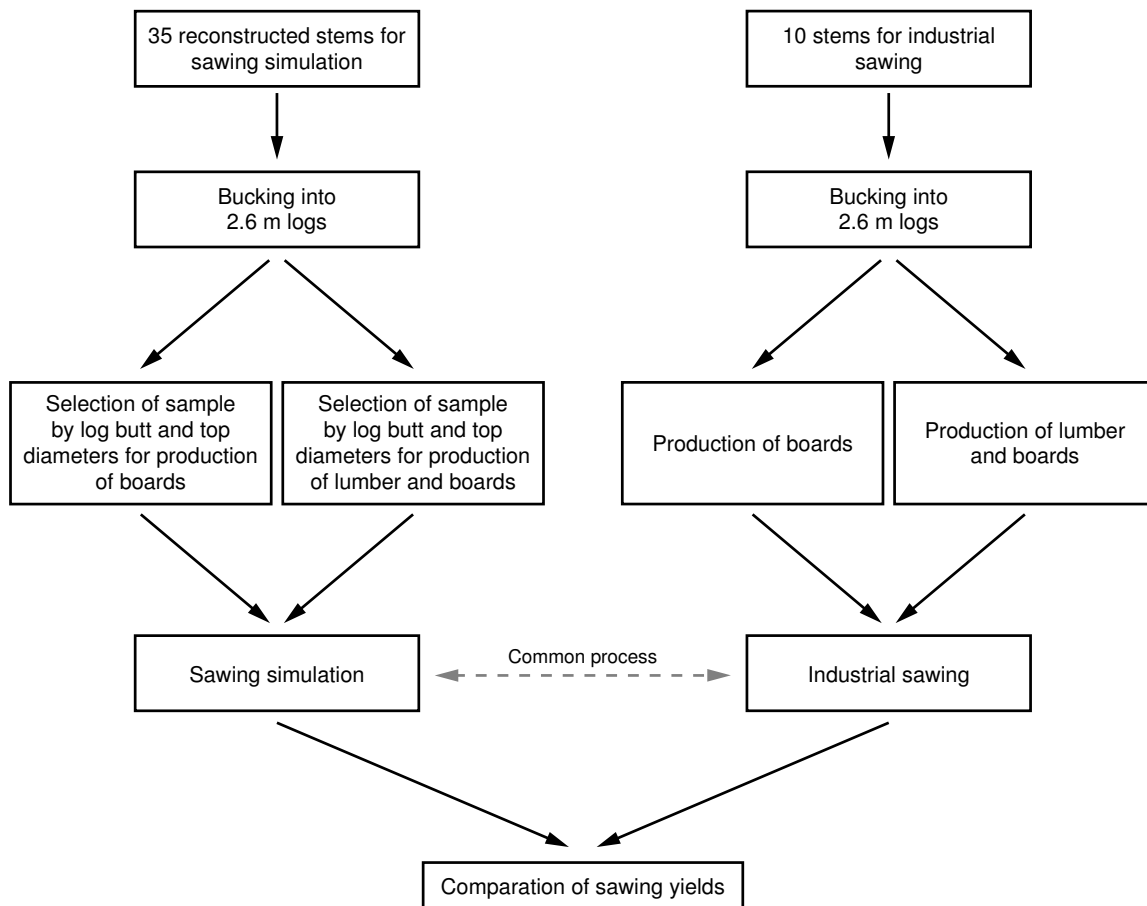 35 reconstructed stems for
sawing simulation
10 stems for industrial
sawing
Bucking into
2.6 m logs
Bucking into
2.6 m logs
Selection of sample
by log butt and top
diameters for production
of boards
Selection of sample
by log butt and top
diameters for production
of lumber and boards
Production of boards
Production of lumber
and boards
Sawing simulation
Common process
Industrial sawing
Comparation of sawing yields